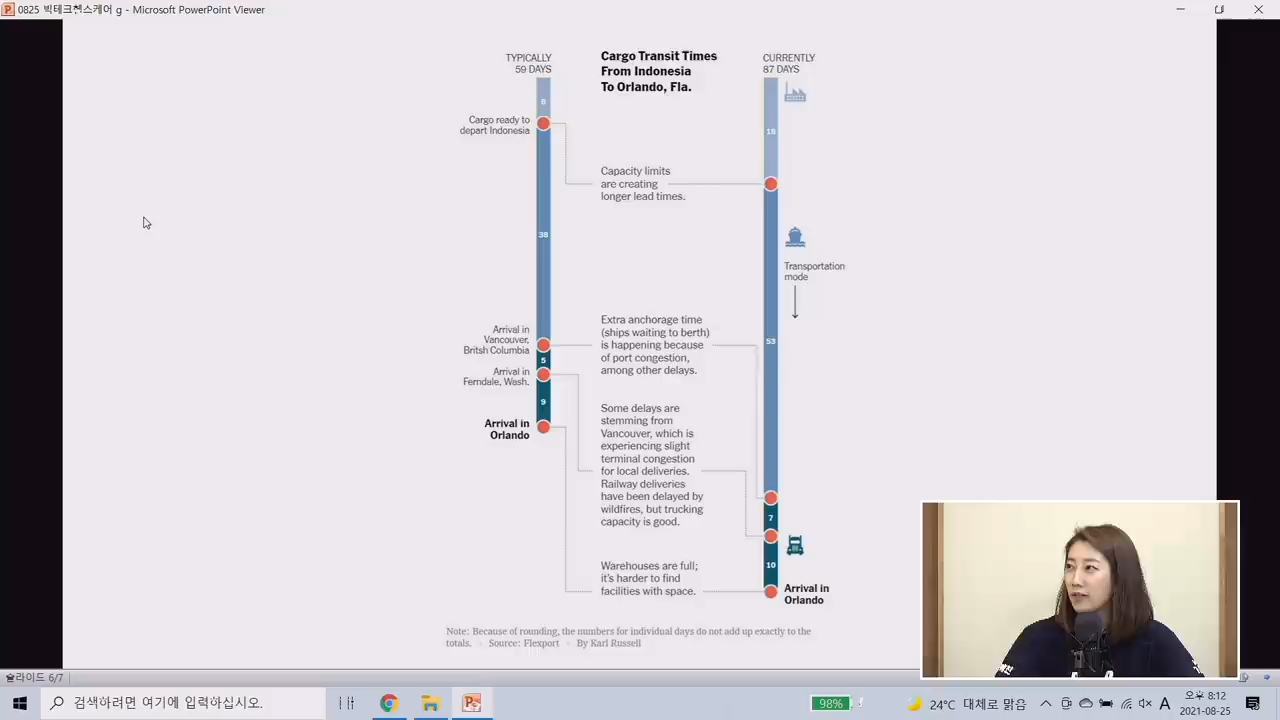 0825 빅테크헨스케어 g - Microsoft PowerPoint Viewer
TYPICALLY
59 DAYS
Cargo Transit Times
From Indonesia
To Orlando, Fla.
CURRENTLY
87 DAYS
8
Cargo ready to
depart Indonesia
18
Capacity limits
are creating
longer lead times.
38
Transportation
mode
Arrival in
Vancouver,
Britsh Columbia
Extra anchorage time
(ships waiting to berth)
is happening because
of port congestion,
among other delays.
53
5
Arrival in
Ferndale, Wash.
9
Arrival in
Orlando
Some delays are
stemming from
Vancouver, which is
experiencing slight
terminal congestion
for local deliveries.
Railway deliveries
have been delayed by
wildfires, but trucking
capacity is good.
7
10
Warehouses are full;
it's harder to find
facilities with space.
Arrival in
Orlando
Note: Because of rounding, the numbers for individual days do not add up exactly to the
totals. · Source: Flexport · By Karl Russell
슬라이드 6/7
검색하려면 여기에 입력하십시오.
98%
24°C 대체로 맑음
A
오후 8:12
2021-08-25